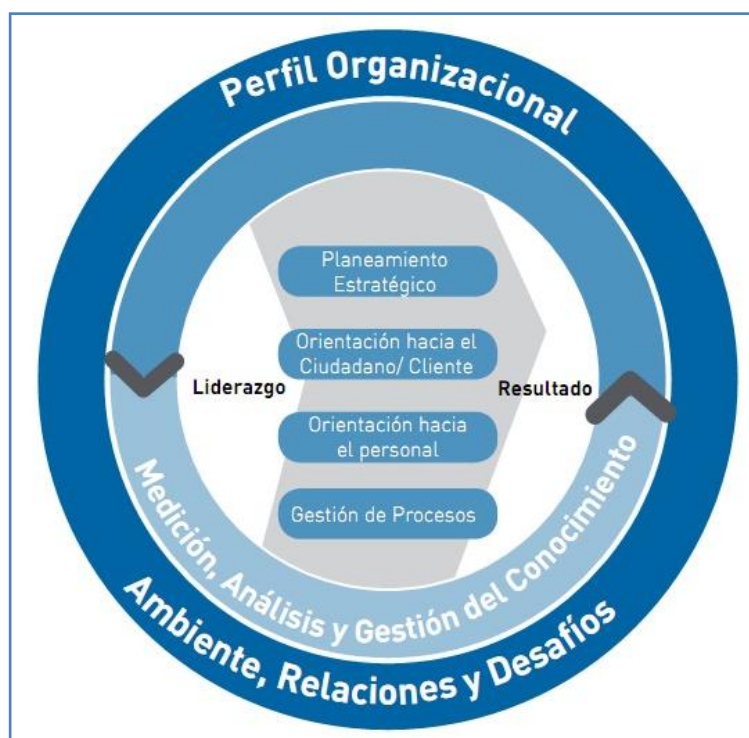 Perfil Organizacional
Planeamiento
Estratégico
Orientación hacia el
Ciudadano/ Cliente
Liderazgo
Resultado
Orientación hacia
el personal
Gestión de Procesos
Medición, Análisis y Gestión del Conocimiento
Ambiente, Relaciones y Desafíos